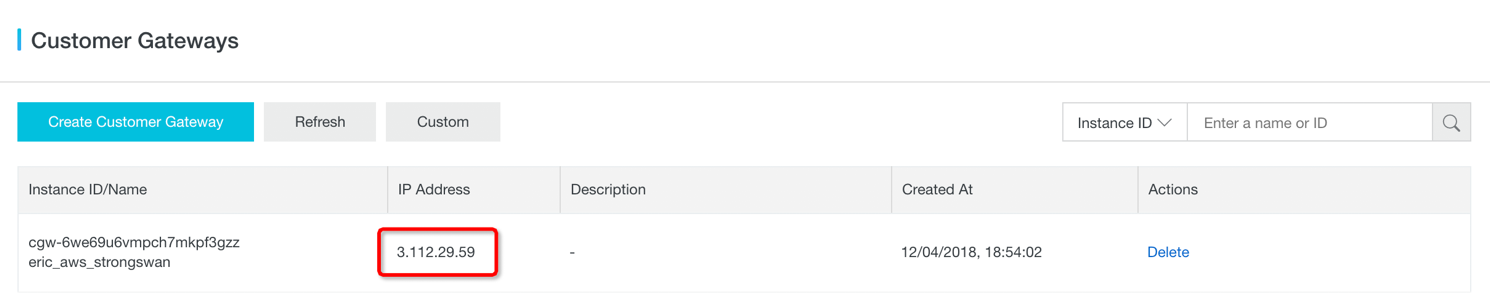 Customer Gateways
Create Customer Gateway Refresh Custom Instance ID Enter a name or ID
Instance ID/Name IP Address Description Created At Actions
cgw-6we69u6vmpch7mkpf3gzz
eric_aws_strongswan
3.112.29.59 - 12/04/2018, 18:54:02 Delete